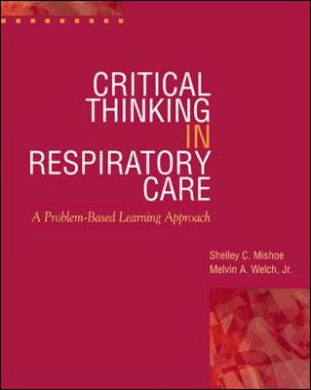 CRITICAL
THINKING
IN
RESPIRATORY
CARE
A Problem-Based Learning Approach
Shelley C. Mishoe
Melvin A. Welch, Jr.